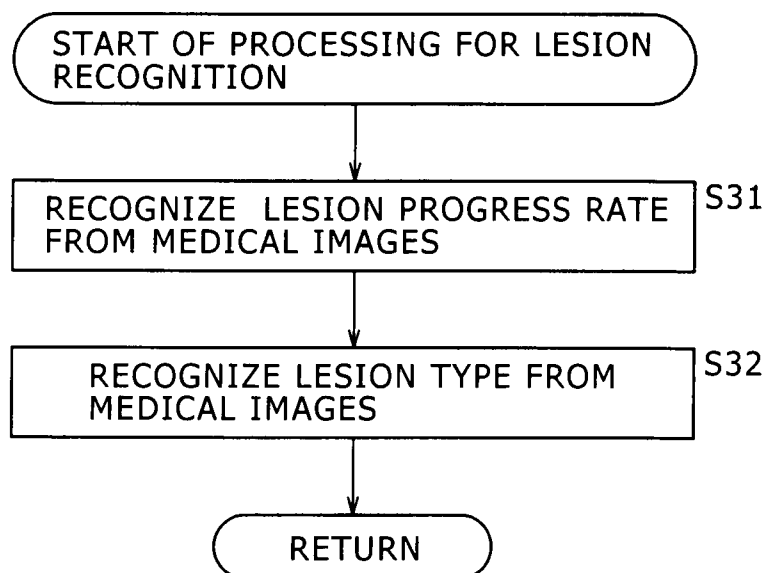 START OF PROCESSING FOR LESION
RECOGNITION
RECOGNIZE LESION PROGRESS RATE
FROM MEDICAL IMAGES
S31
RECOGNIZE LESION TYPE FROM
MEDICAL IMAGES
S32
RETURN